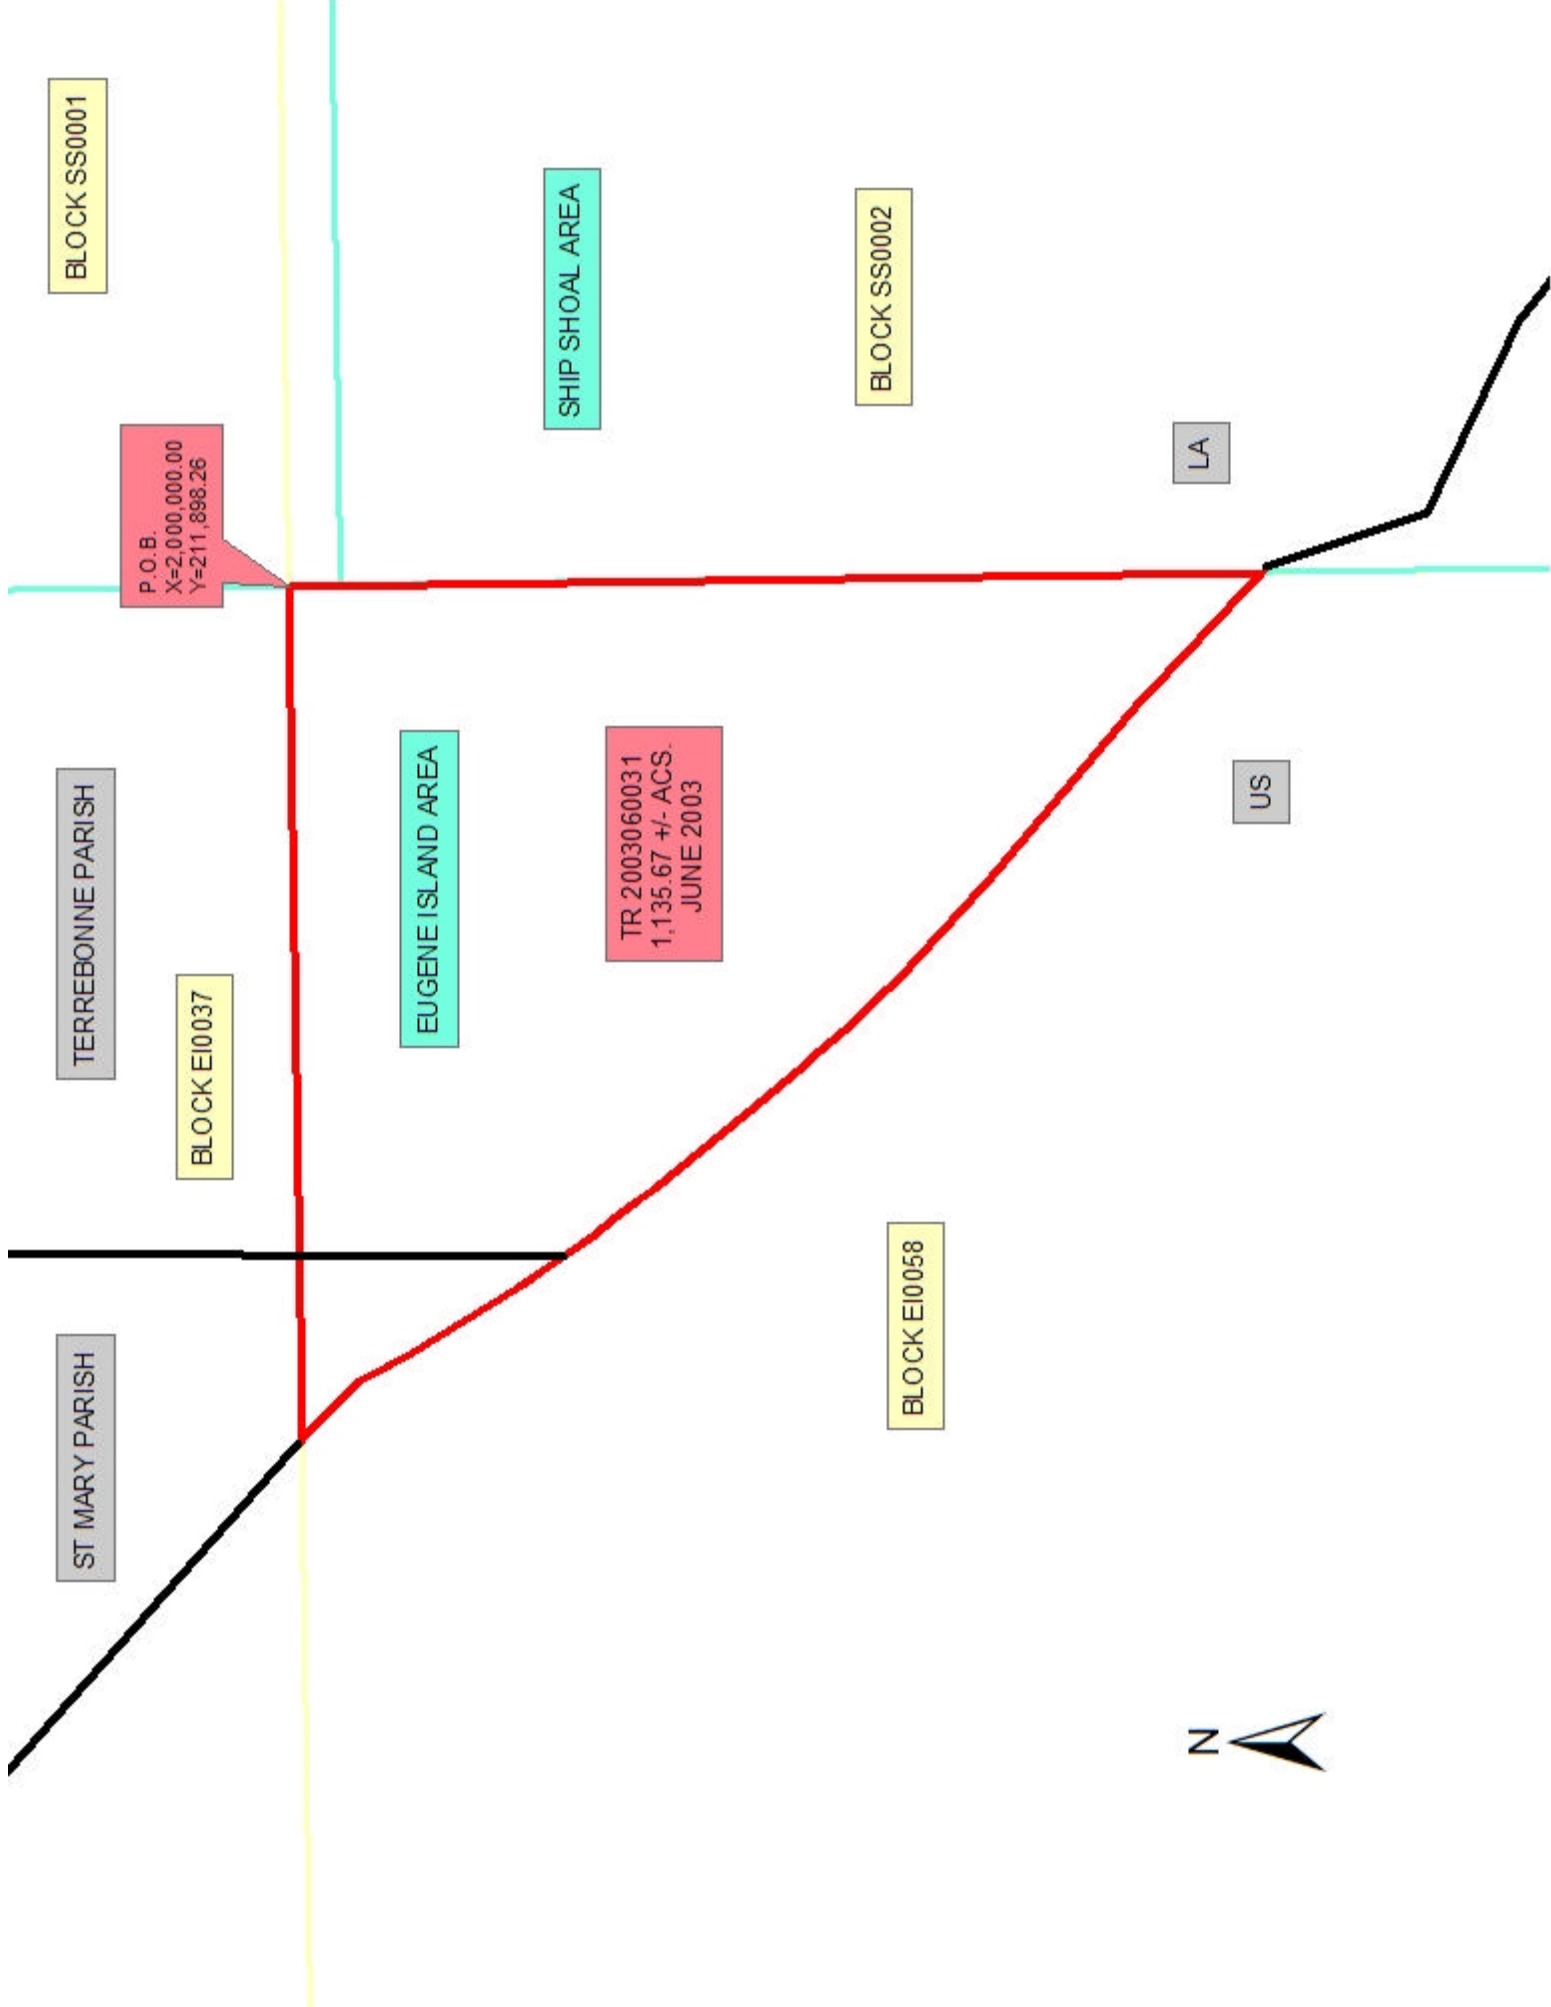 ST MARY PARISH
TERREBONNE PARISH
BLOCK SS0001
P.O.B.
X=2,000,000.00
Y=211,898.26
BLOCK EI0037
EUGENE ISLAND AREA
SHIP SHOAL AREA
TR 2003060031
1,135.67 +/- ACS.
JUNE 2003
BLOCK EI0058
BLOCK SS0002
LA
US
N